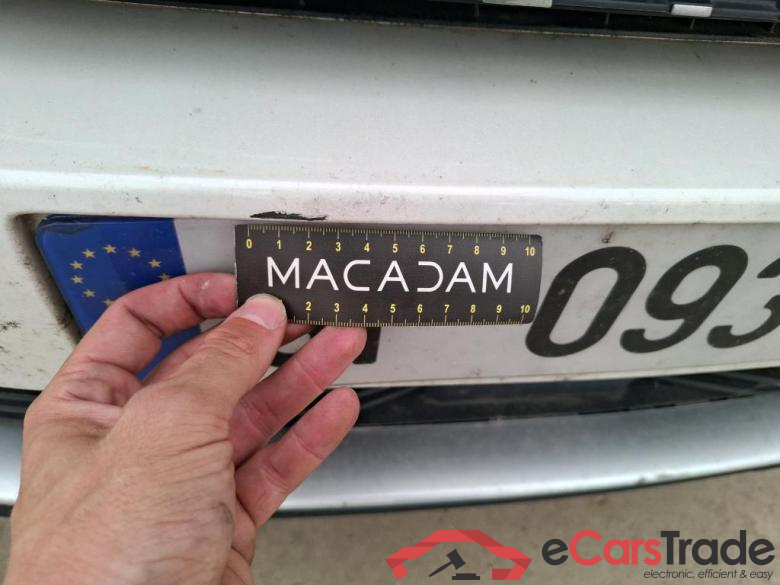 0 1 2 3 4 5 6 7 8 9 10
MACADAM
2 3 4 5 6 7 8 9 10
093
eCarsTrade
electronic, efficient & easy